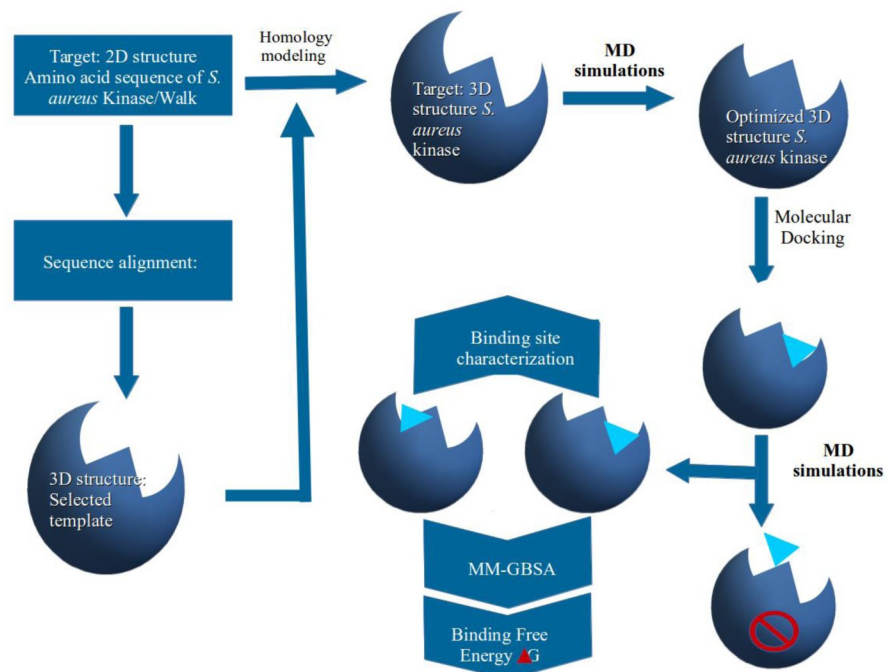 Target: 2D structure
Amino acid sequence of S.
aureus Kinase/Walk
Homology
modeling
Target: 3D
structure S.
aureus
kinase
MD
simulations
Optimized 3D
structure S.
aureus kinase
Sequence alignment:
Molecular
Docking
3D structure:
Selected
template
Binding site
characterization
MD
simulations
MM-GBSA
Binding Free
Energy ▲G